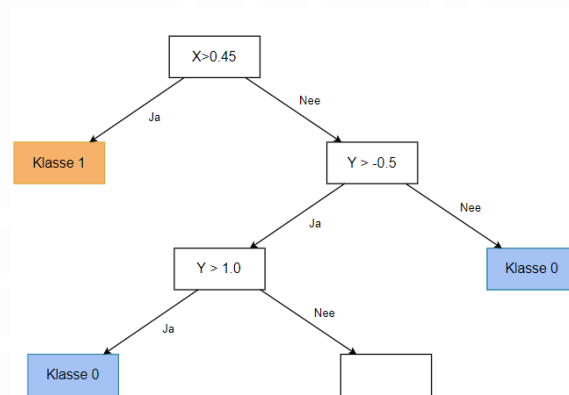 X>0.45
Ja
Nee
Klasse 1
Y > -0.5
Ja
Nee
Y > 1.0
Klasse 0
Ja
Nee
Klasse 0